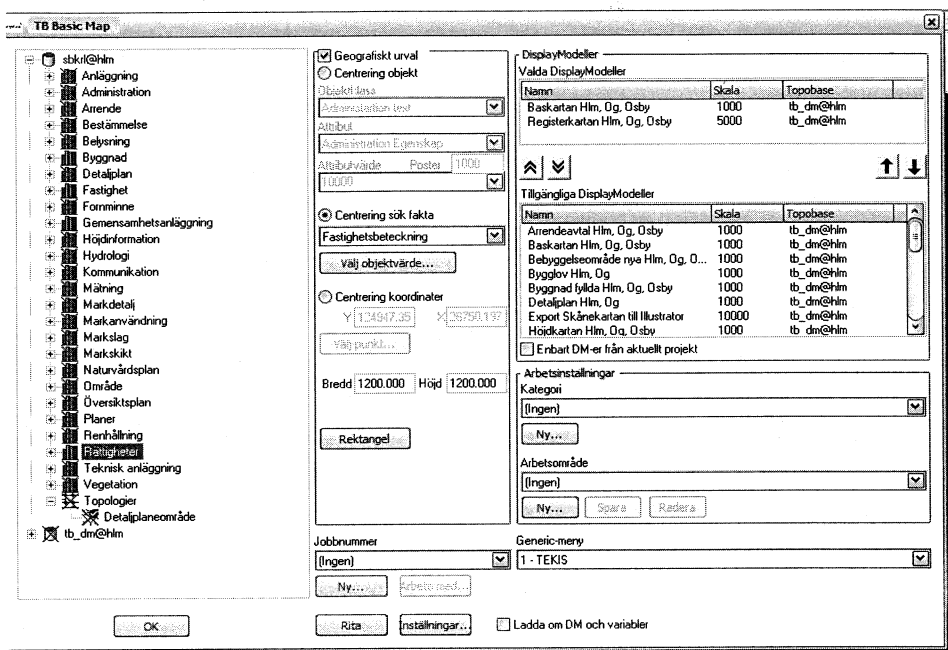 TB Basic Map
sbkrl@hlm
Anläggning
Administration
Arrende
Bestämmelse
Belysning
Byggnad
Detaljplan
Fastighet
Fornminne
Gemensamhetsanläggning
Höjdinformation
Hydrologi
Kommunikation
Mätning
Markdetalj
Markanvändning
Markslag
Markskikt
Naturvårdsplan
Område
Översiktsplan
Planer
Renhållning
Rättigheter
Teknisk anläggning
Vegetation
Topologier
Detaljplaneområde
tb_dm@hlm
OK
Geografiskt urval
Centrering objekt
Objektklass
Administration text
Attribut
Administration Egenskap
Attributvärde Poster 1000
10000
Centrering sök fakta
Fastighetsbeteckning
Välj objektvärde...
Centrering koordinater
Y 124947.35 X 26750.197
Välj punkt...
Bredd 1200.000 Höjd 1200.000
Rektangel
Jobbnummer
(Ingen)
Ny... Arbeta med...
Rita Inställningar... Ladda om DM och variabler
DisplayModeller
Valda DisplayModeller
Namn Skala Topobase
Baskartan Hlm, Og, Osby 1000 tb_dm@hlm
Registerkartan Hlm, Og, Osby 5000 tb_dm@hlm
Tillgängliga DisplayModeller
Namn Skala Topobase
Arrendeavtal Hlm, Og, Osby 1000 tb_dm@hlm
Baskartan Hlm, Og, Osby 1000 tb_dm@hlm
Bebyggelseområde nya Hlm, Og, O... 1000 tb_dm@hlm
Bygglov Hlm, Og 1000 tb_dm@hlm
Byggnad fyllda Hlm, Og, Osby 1000 tb_dm@hlm
Detaljplan Hlm, Og 1000 tb_dm@hlm
Export Skånekartan till Illustrator 10000 tb_dm@hlm
Höjdkartan Hlm, Og, Osby 1000 tb_dm@hlm
Enbart DM-er från aktuellt projekt
Arbetsinställningar
Kategori
(Ingen)
Ny...
Arbetsområde
(Ingen)
Ny... Spara Radera
Generic-meny
1 - TEKIS